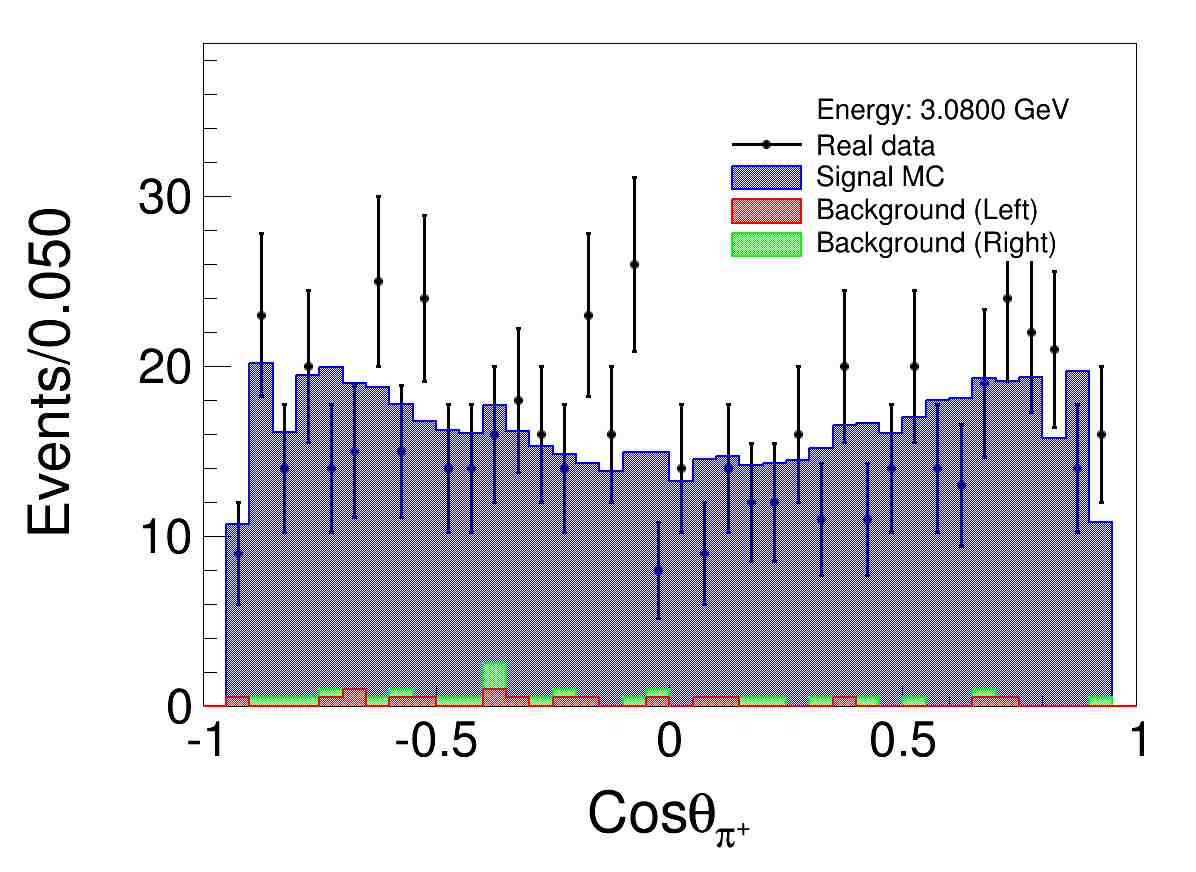 Energy: 3.0800 GeV
Real data
Signal MC
Background (Left)
Background (Right)
Events/0.050
30
20
10
0
-1 -0.5 0 0.5 1
Cosθπ+